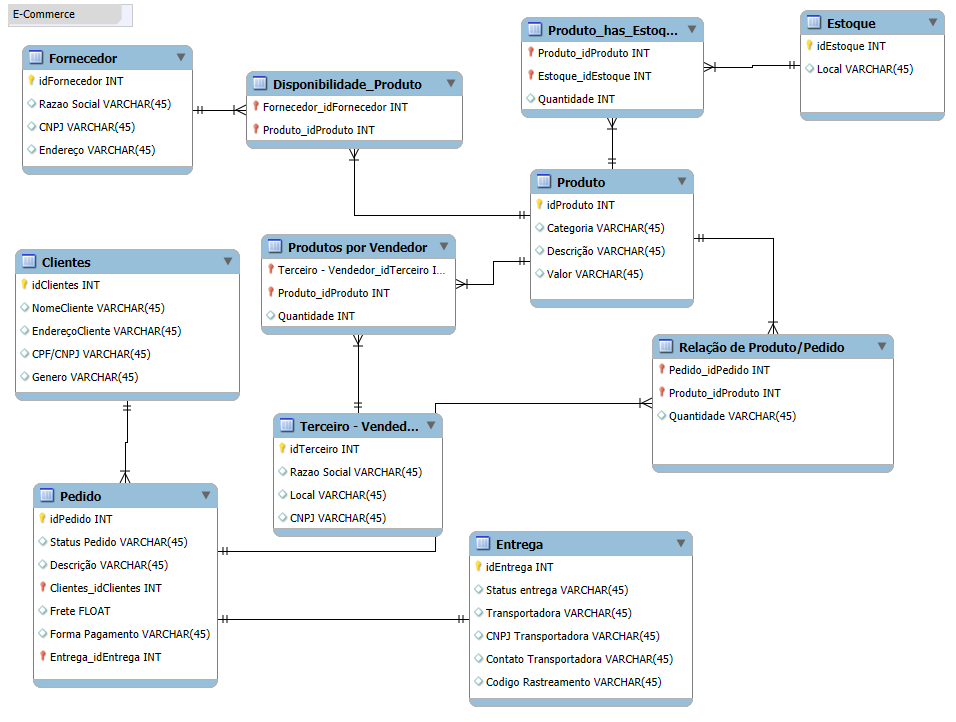 E-Commerce
Fornecedor
idFornecedor INT
Razao Social VARCHAR(45)
CNPJ VARCHAR(45)
Endereço VARCHAR(45)
Disponibilidade_Produto
Fornecedor_idFornecedor INT
Produto_idProduto INT
Produto_has_Estoq...
Produto_idProduto INT
Estoque_idEstoque INT
Quantidade INT
Estoque
idEstoque INT
Local VARCHAR(45)
Produto
idProduto INT
Categoria VARCHAR(45)
Descrição VARCHAR(45)
Valor VARCHAR(45)
Clientes
idClientes INT
NomeCliente VARCHAR(45)
EndereçoCliente VARCHAR(45)
CPF/CNPJ VARCHAR(45)
Genero VARCHAR(45)
Produtos por Vendedor
Terceiro - Vendedor_idTerceiro I...
Produto_idProduto INT
Quantidade INT
Relação de Produto/Pedido
Pedido_idPedido INT
Produto_idProduto INT
Quantidade VARCHAR(45)
Terceiro - Vended...
idTerceiro INT
Razao Social VARCHAR(45)
Local VARCHAR(45)
CNPJ VARCHAR(45)
Pedido
idPedido INT
Status Pedido VARCHAR(45)
Descrição VARCHAR(45)
Clientes_idClientes INT
Frete FLOAT
Forma Pagamento VARCHAR(45)
Entrega_idEntrega INT
Entrega
idEntrega INT
Status entrega VARCHAR(45)
Transportadora VARCHAR(45)
CNPJ Transportadora VARCHAR(45)
Contato Transportadora VARCHAR(45)
Codigo Rastreamento VARCHAR(45)